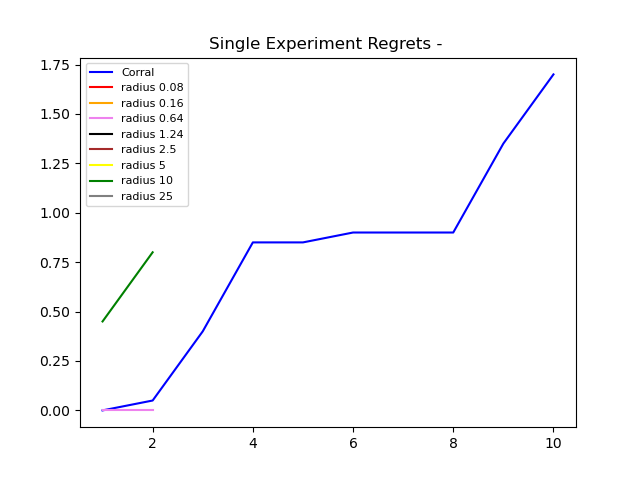 Single Experiment Regrets -
1.75
1.50
1.25
1.00
0.75
0.50
0.25
0.00
Corral
radius 0.08
radius 0.16
radius 0.64
radius 1.24
radius 2.5
radius 5
radius 10
radius 25
2 4 6 8 10